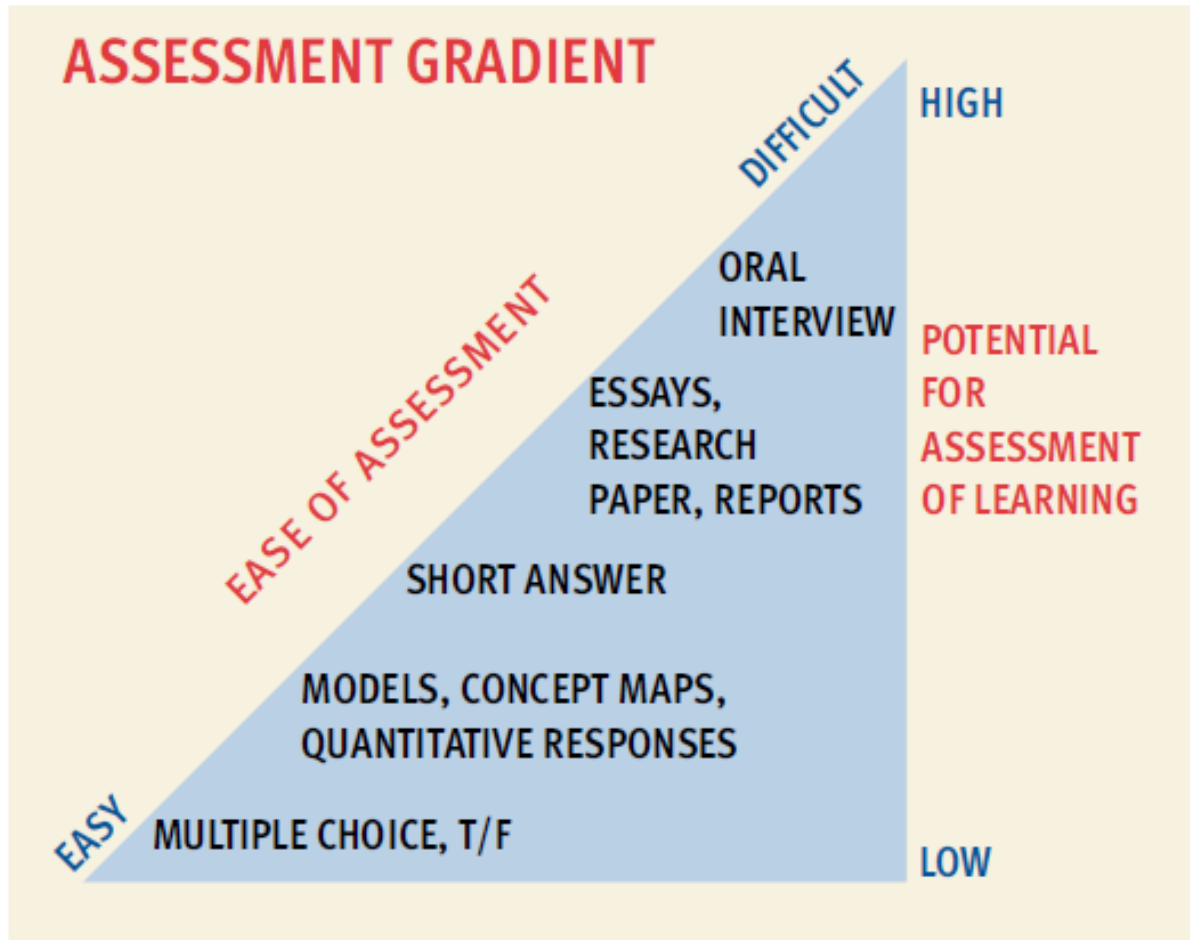 ASSESSMENT GRADIENT
DIFFICULT
HIGH
ORAL
INTERVIEW
EASE OF ASSESSMENT
POTENTIAL
FOR
ASSESSMENT
OF LEARNING
ESSAYS,
RESEARCH
PAPER, REPORTS
SHORT ANSWER
MODELS, CONCEPT MAPS,
QUANTITATIVE RESPONSES
EASY
MULTIPLE CHOICE, T/F
LOW